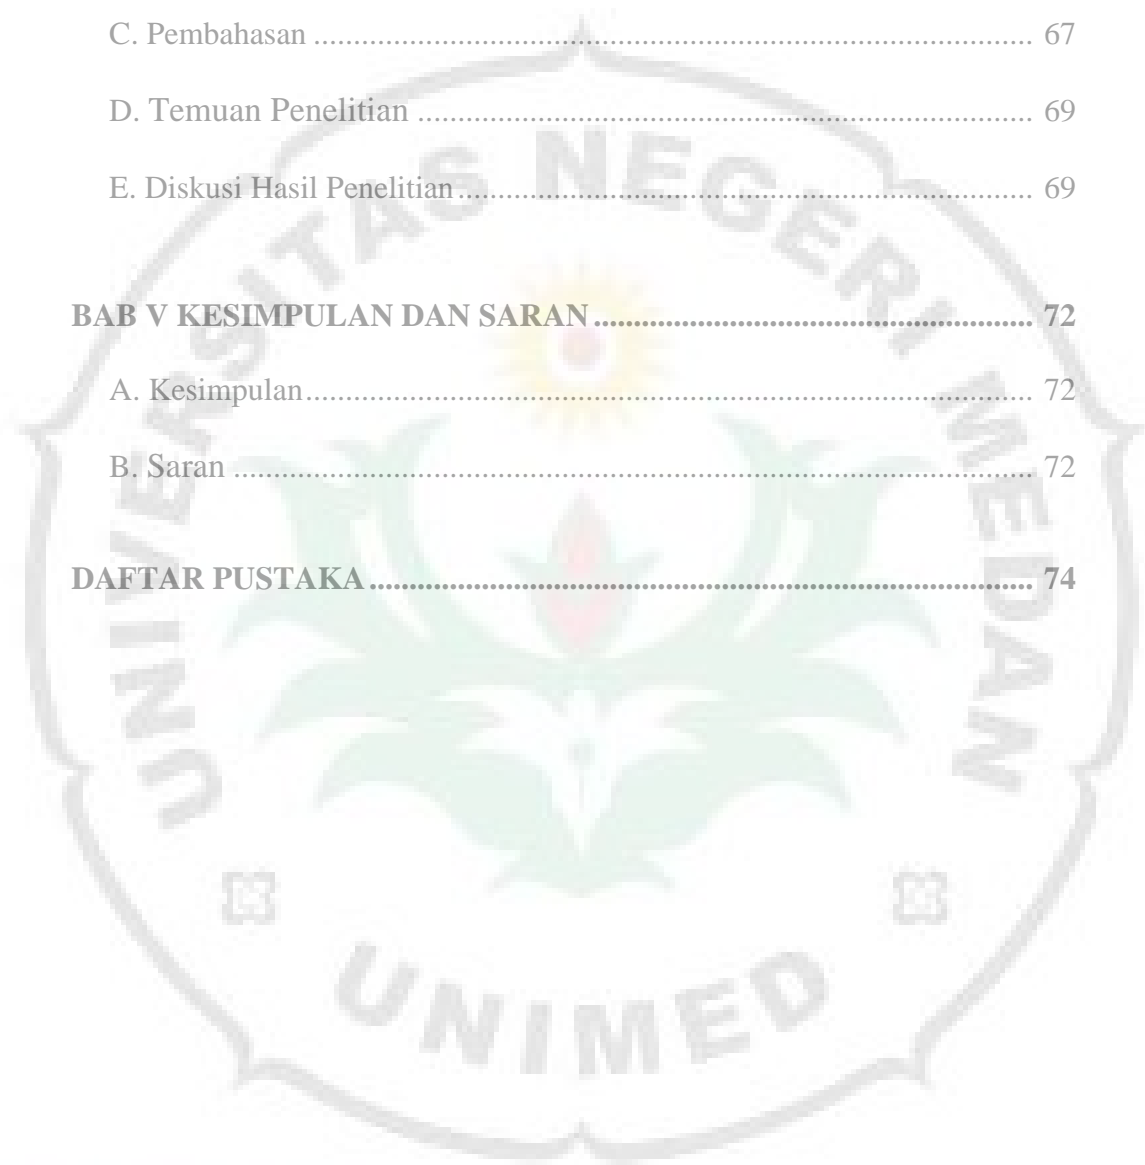 C. Pembahasan .......................................................................................... 67
D. Temuan Penelitian ............................................................................. 69
E. Diskusi Hasil Penelitian ........................................................................ 69
BAB V KESIMPULAN DAN SARAN ...................................................... 72
A. Kesimpulan ........................................................................................... 72
B. Saran .................................................................................................... 72
DAFTAR PUSTAKA ................................................................................... 74
UNIVERSITAS NEGERI MEDAN
UNIMED